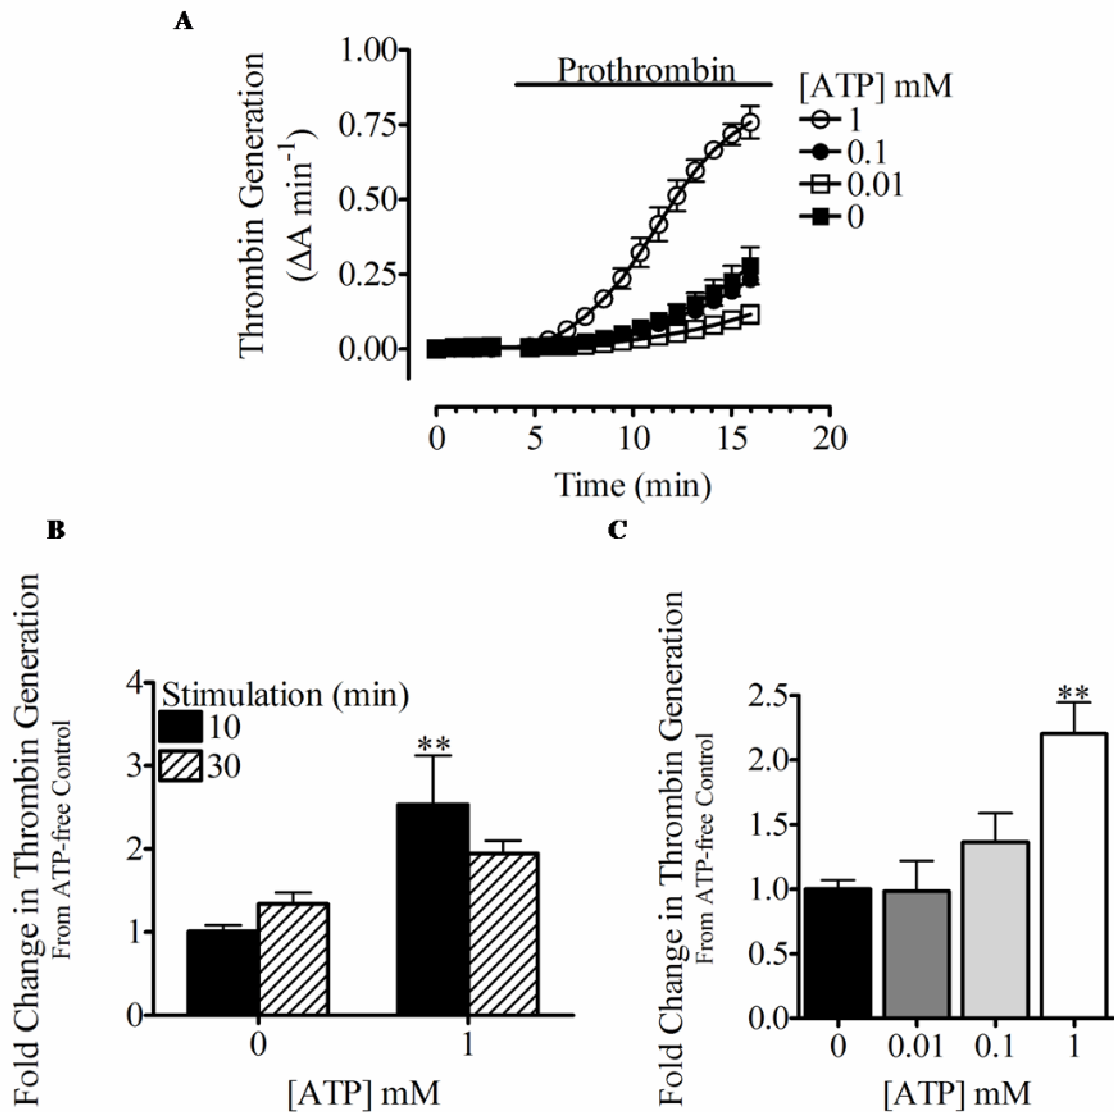 A
Thrombin Generation
(ΔA min⁻¹)
1.00
0.75
0.50
0.25
0.00
Prothrombin
[ATP] mM
1
0.1
0.01
0
0 5 10 15 20
Time (min)
B
Fold Change in Thrombin Generation
From ATP-free Control
4
3
2
1
0
Stimulation (min)
10
30
**
0 1
[ATP] mM
C
Fold Change in Thrombin Generation
From ATP-free Control
2.5
2.0
1.5
1.0
0.5
0.0
**
0 0.01 0.1 1
[ATP] mM